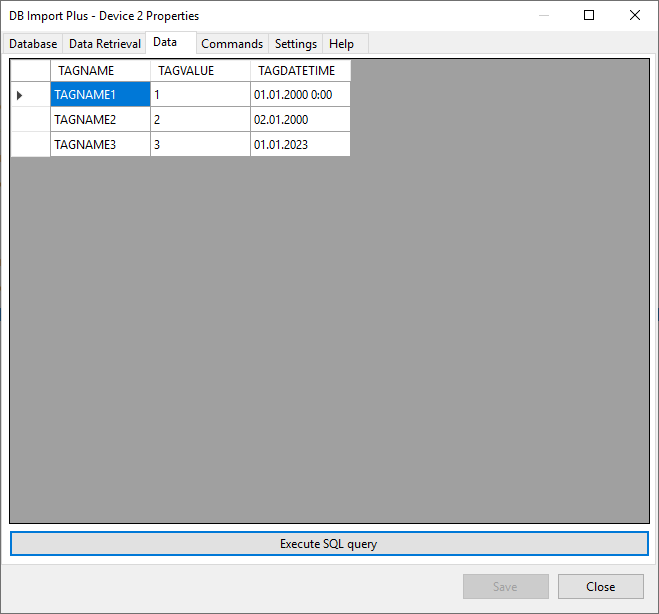 DB Import Plus - Device 2 Properties
Database Data Retrieval Data Commands Settings Help
TAGNAME TAGVALUE TAGDATETIME
TAGNAME1 1 01.01.2000 0:00
TAGNAME2 2 02.01.2000
TAGNAME3 3 01.01.2023
Execute SQL query
Save Close